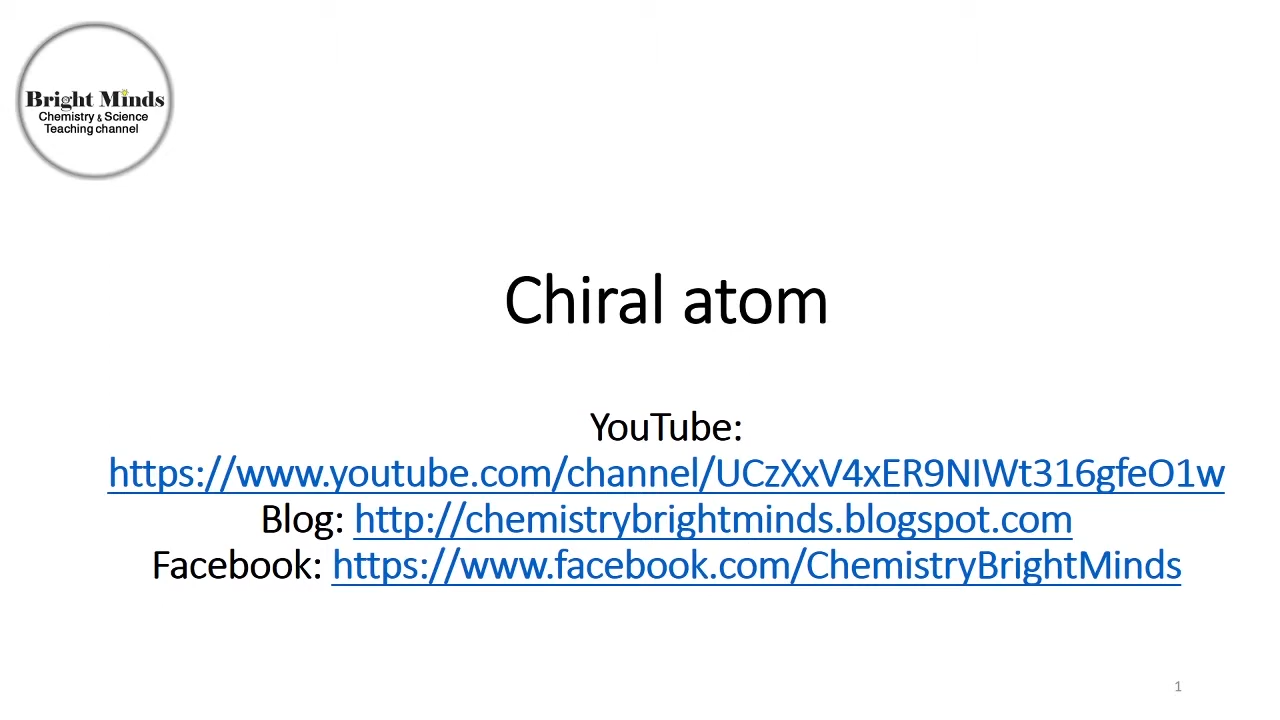 Bright Minds
Chemistry & Science
Teaching channel
Chiral atom
YouTube:
https://www.youtube.com/channel/UCzXxV4xER9NIWt316gfeO1w
Blog: http://chemistrybrightminds.blogspot.com
Facebook: https://www.facebook.com/ChemistryBrightMinds
1